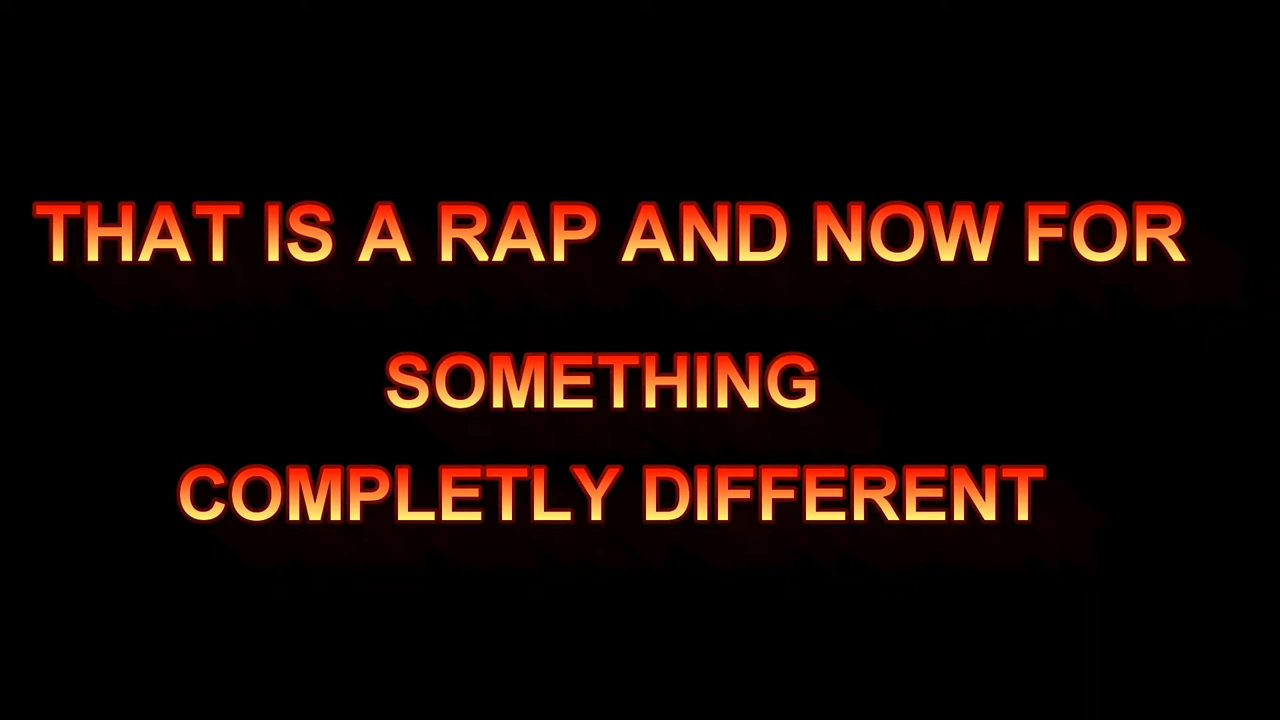 THAT IS A RAP AND NOW FOR
SOMETHING
COMPLETLY DIFFERENT